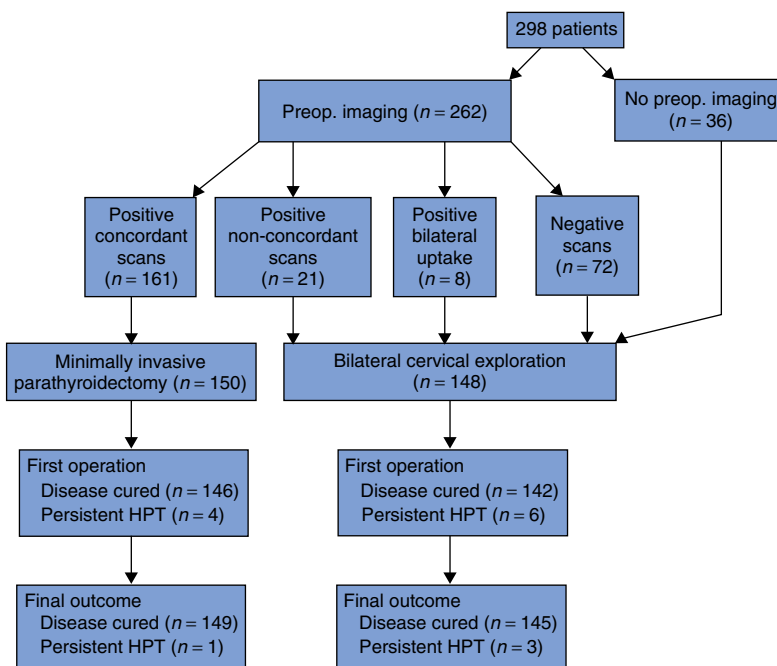 298 patients
Preop. imaging (n = 262)
No preop. imaging
(n = 36)
Positive
concordant
scans
(n = 161)
Positive
non-concordant
scans
(n = 21)
Positive
bilateral
uptake
(n = 8)
Negative
scans
(n = 72)
Minimally invasive
parathyroidectomy (n = 150)
Bilateral cervical exploration
(n = 148)
First operation
Disease cured (n = 146)
Persistent HPT (n = 4)
First operation
Disease cured (n = 142)
Persistent HPT (n = 6)
Final outcome
Disease cured (n = 149)
Persistent HPT (n = 1)
Final outcome
Disease cured (n = 145)
Persistent HPT (n = 3)